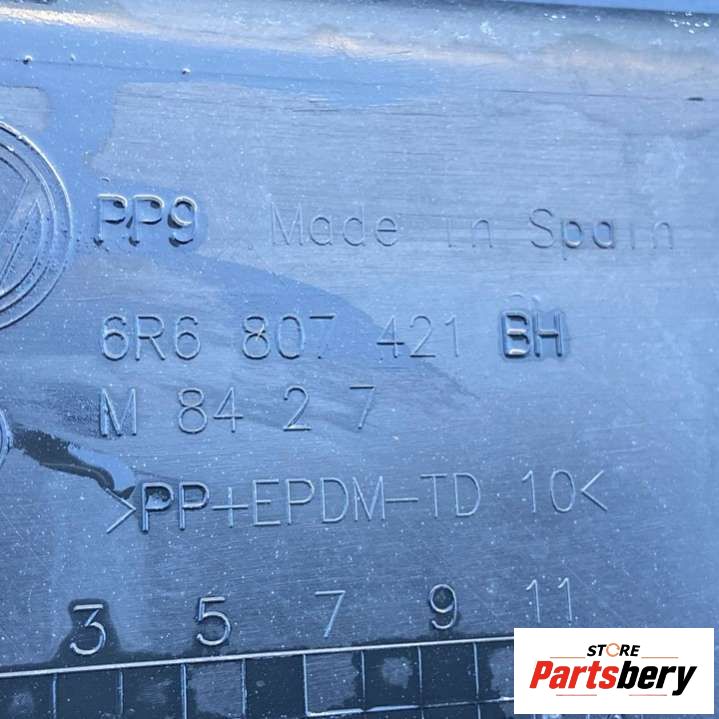 PP9 Made in Spain
6R6 807 421 BH
M 84 2 7
>PP+EPDM-TD 10<
3 5 7 9 11
STORE
Partsbery